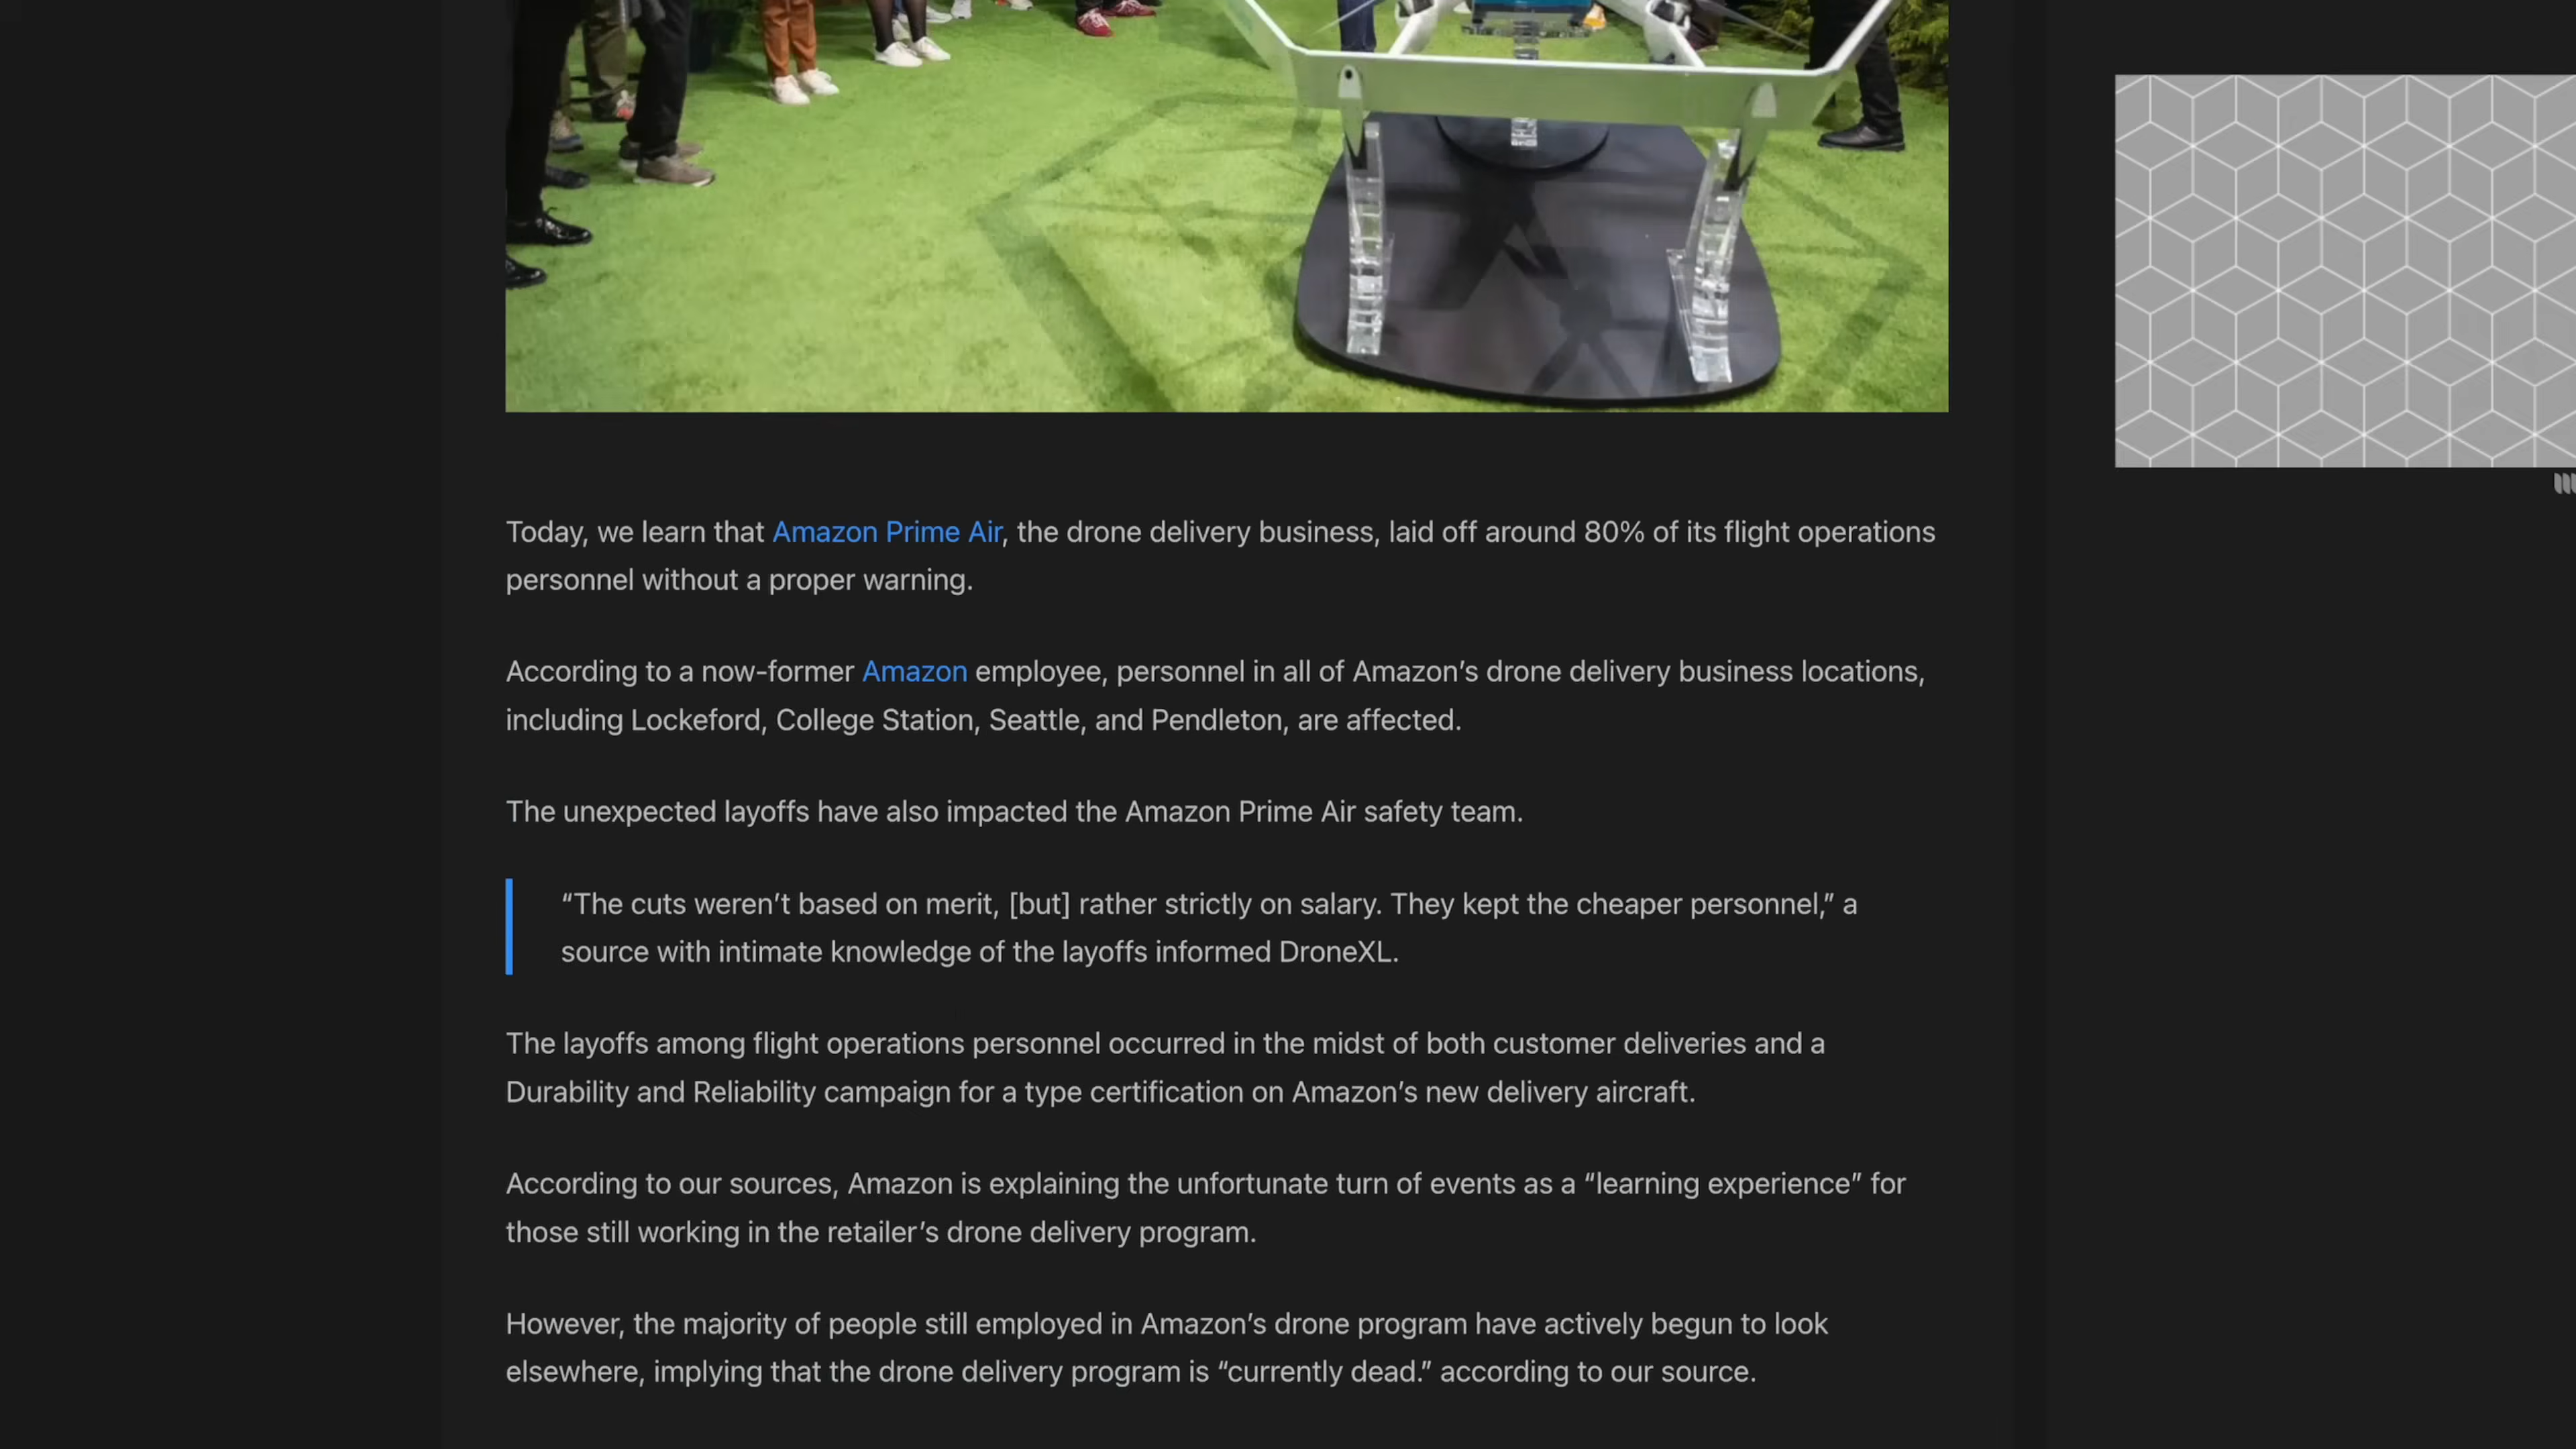 Today, we learn that Amazon Prime Air, the drone delivery business, laid off around 80% of its flight operations
personnel without a proper warning.
According to a now-former Amazon employee, personnel in all of Amazon’s drone delivery business locations,
including Lockeford, College Station, Seattle, and Pendleton, are affected.
The unexpected layoffs have also impacted the Amazon Prime Air safety team.
“The cuts weren’t based on merit, [but] rather strictly on salary. They kept the cheaper personnel,” a
source with intimate knowledge of the layoffs informed DroneXL.
The layoffs among flight operations personnel occurred in the midst of both customer deliveries and a
Durability and Reliability campaign for a type certification on Amazon’s new delivery aircraft.
According to our sources, Amazon is explaining the unfortunate turn of events as a “learning experience” for
those still working in the retailer’s drone delivery program.
However, the majority of people still employed in Amazon’s drone program have actively begun to look
elsewhere, implying that the drone delivery program is “currently dead.” according to our source.